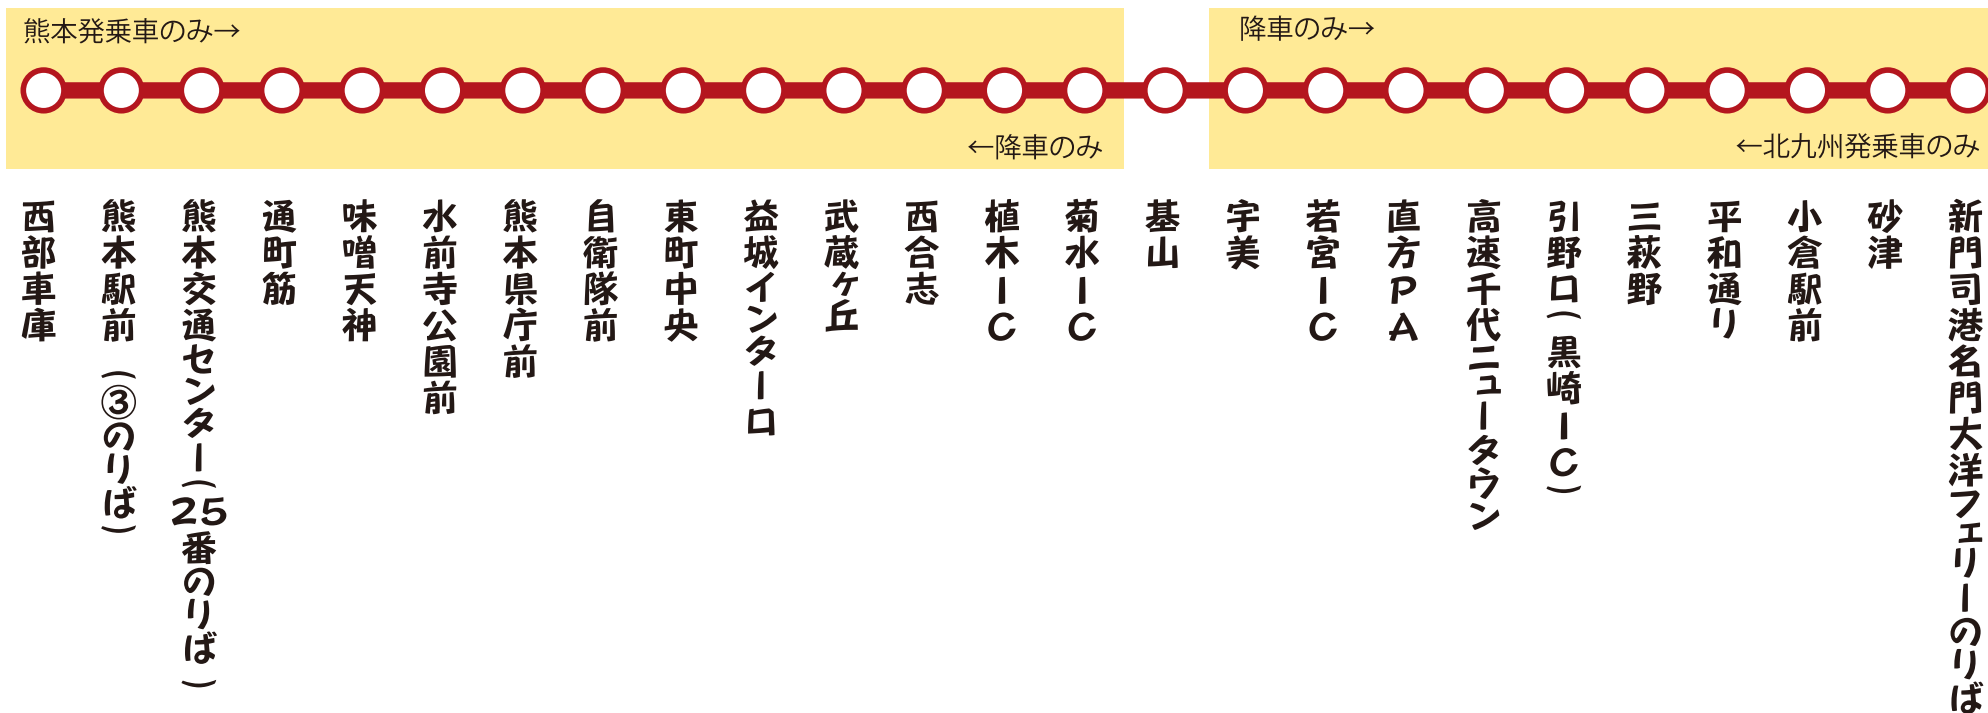 熊本発乗車のみ→
降車のみ→
←降車のみ
←北九州発乗車のみ
西部車庫
熊本駅前（③のりば）
熊本交通センター（25番のりば）
通町筋
味噌天神
水前寺公園前
熊本県庁前
自衛隊前
東町中央
益城インター口
武蔵ヶ丘
西合志
植木IC
菊水IC
基山
宇美
若宮IC
直方PA
高速千代ニュータウン
引野口（黒崎IC）
三萩野
平和通り
小倉駅前
砂津
新門司港名門大洋フェリーのりば